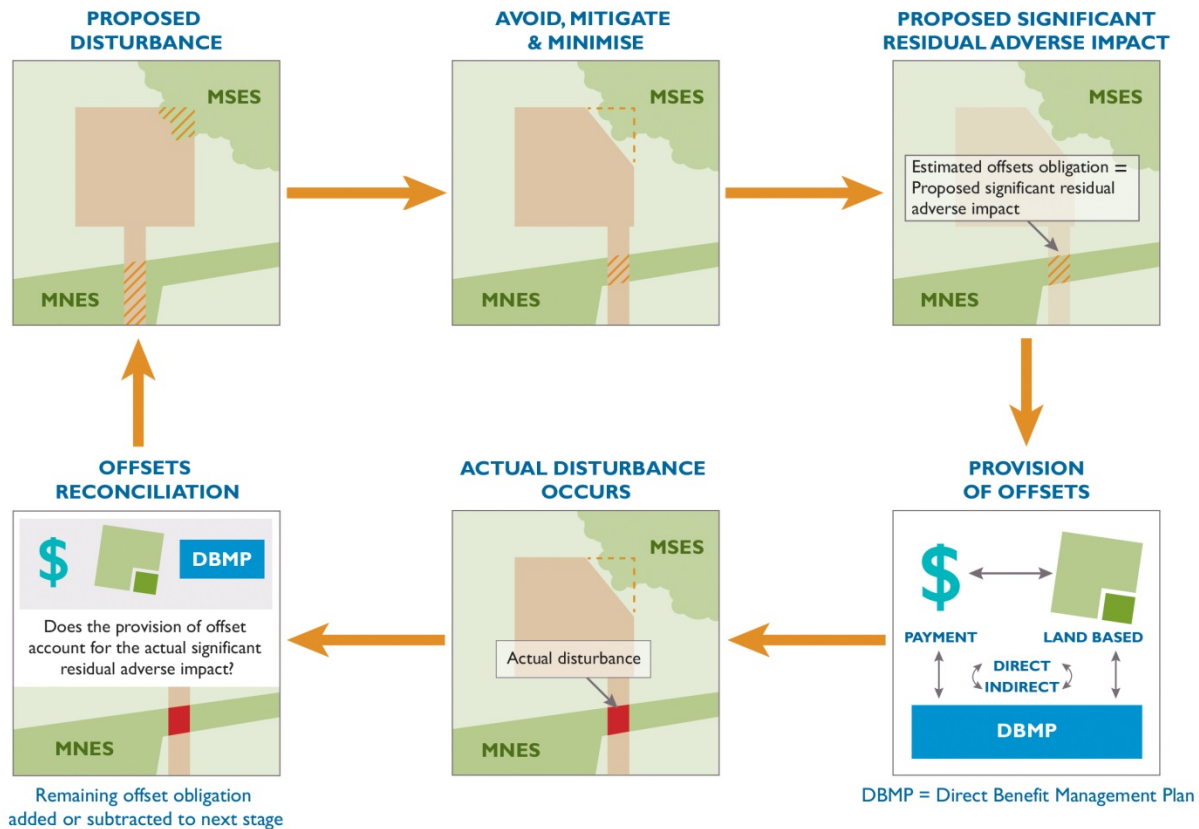 PROPOSED
DISTURBANCE
MSES
MNES
AVOID, MITIGATE
& MINIMISE
MSES
MNES
PROPOSED SIGNIFICANT
RESIDUAL ADVERSE IMPACT
MSES
Estimated offsets obligation =
Proposed significant residual
adverse impact
MNES
OFFSETS
RECONCILIATION
$
DBMP
Does the provision of offset
account for the actual significant
residual adverse impact?
MNES
Remaining offset obligation
added or subtracted to next stage
ACTUAL DISTURBANCE
OCCURS
MSES
Actual disturbance
MNES
PROVISION
OF OFFSETS
$
PAYMENT
LAND BASED
DIRECT
INDIRECT
DBMP
DBMP = Direct Benefit Management Plan